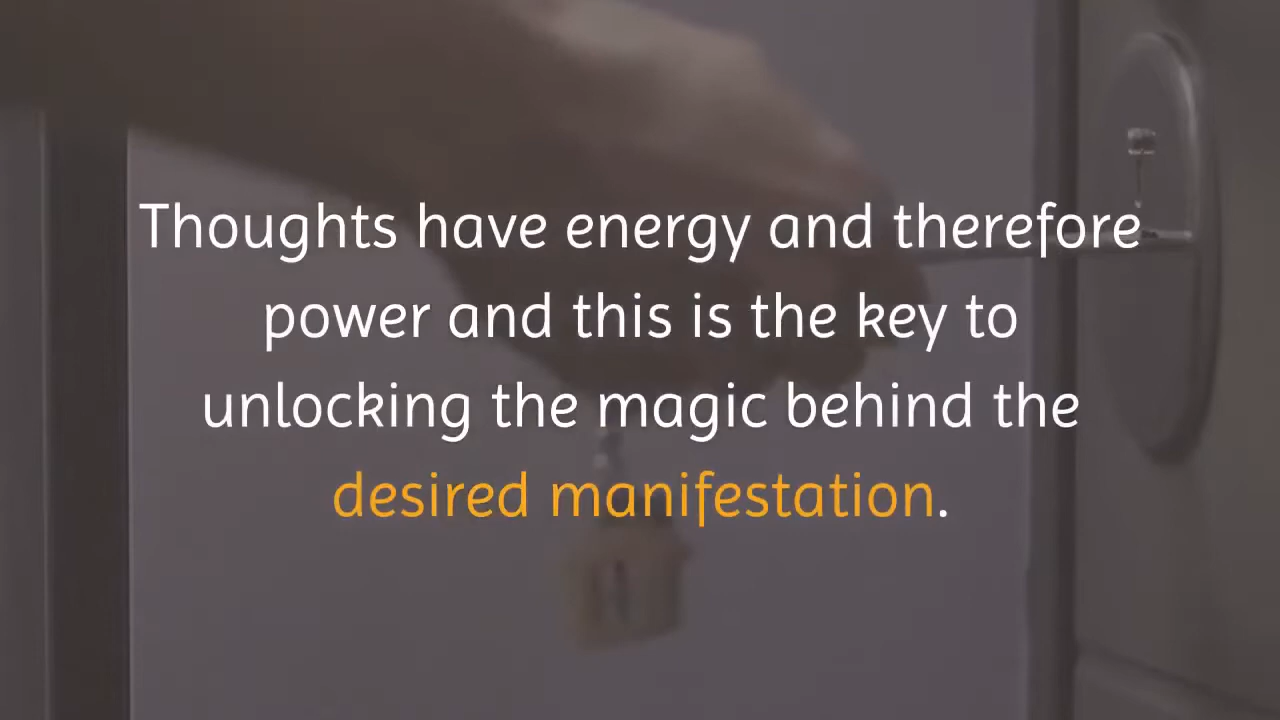 Thoughts have energy and therefore
power and this is the key to
unlocking the magic behind the
desired manifestation.